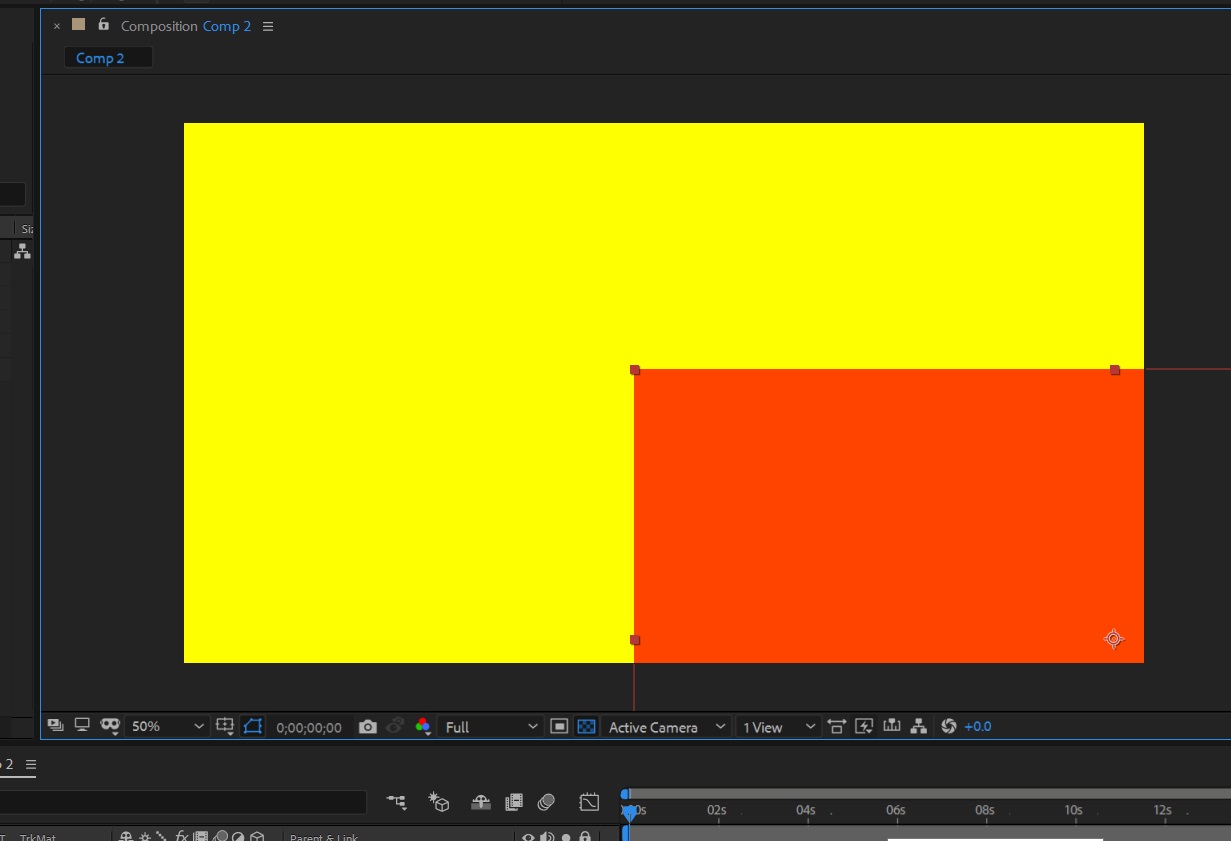 × Composition Comp 2 ≡
Comp 2
Siz
50%
0;00;00;00
Full
Active Camera
1 View
+0.0
2 ≡
0s 02s 04s 06s 08s 10s 12s
T TrkMat
fx
Parent & Link